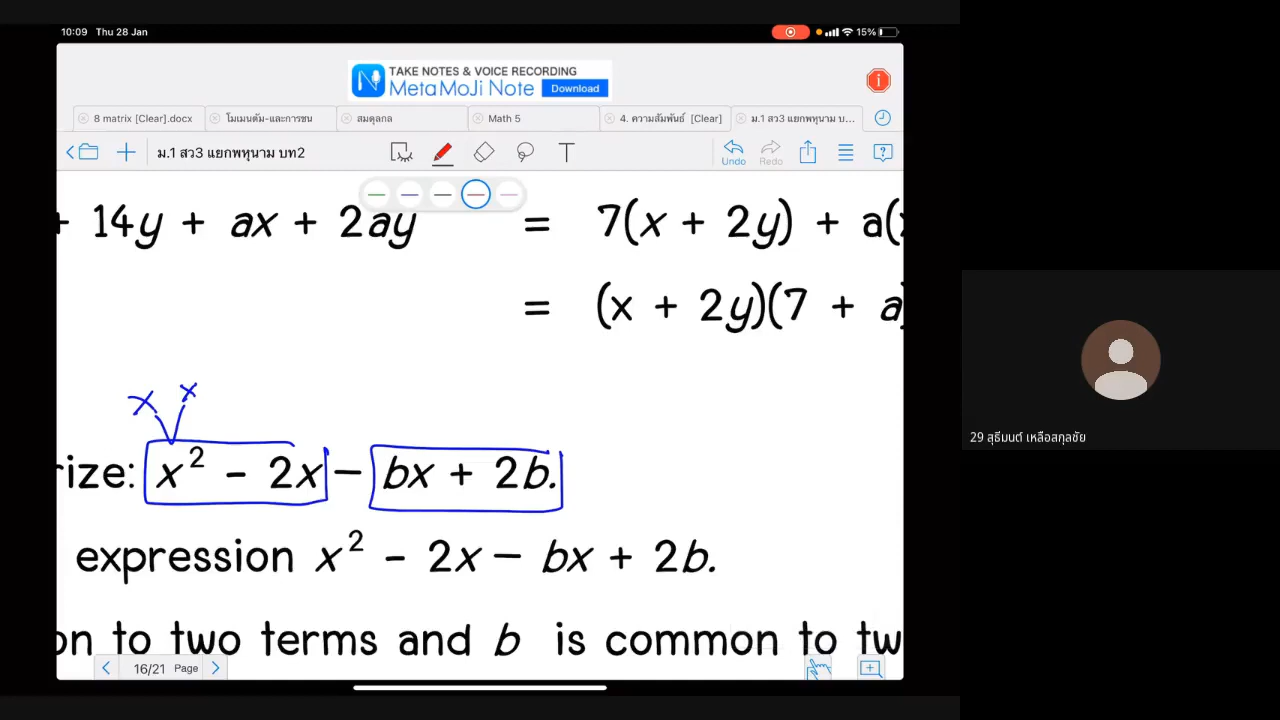 10:09 Thu 28 Jan
15%
TAKE NOTES & VOICE RECORDING
MetaMoJi Note Download
8 matrix [Clear].docx โมเมนตัม-และการชน สมดุลกล Math 5 4. ความสัมพันธ์ [Clear] ม.1 สว3 แยกพหุนาม บ...
ม.1 สว3 แยกพหุนาม บท2 T Undo Redo
+ 14y + ax + 2ay = 7(x + 2y) + a(x
= (x + 2y)(7 + a)
x x
rize: x² - 2x − bx + 2b.
expression x² - 2x − bx + 2b.
on to two terms and b is common to tw
16/21 Page
29 สุธีมนต์ เหลือสกุลชัย